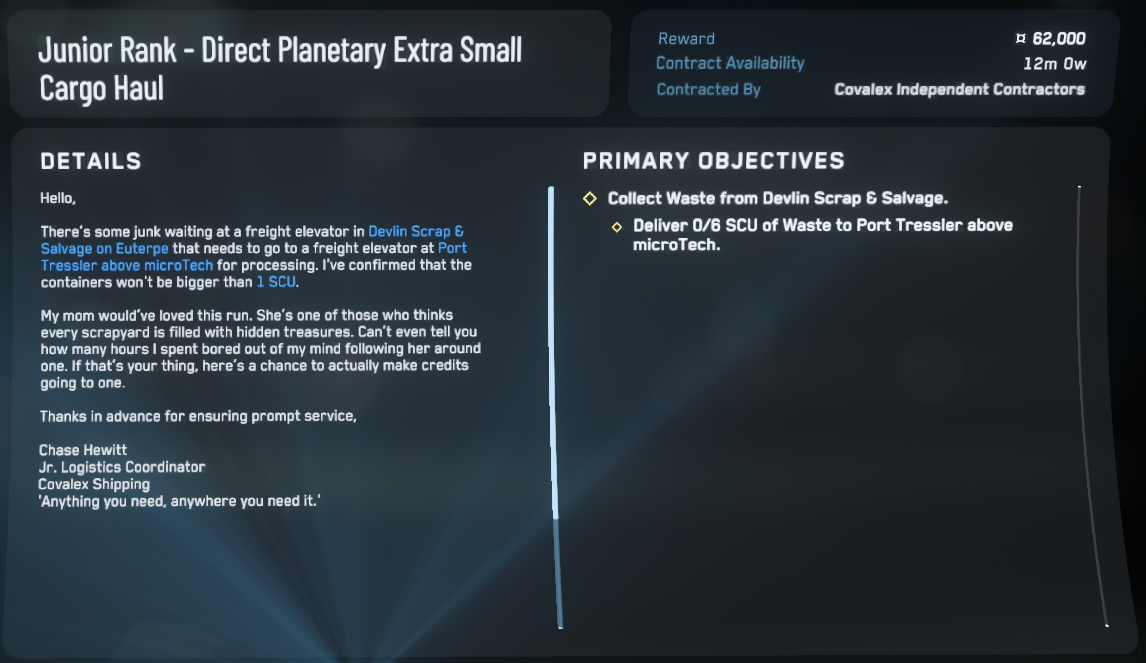 Junior Rank - Direct Planetary Extra Small
Cargo Haul
Reward ¤ 62,000
Contract Availability 12m 0w
Contracted By Covalex Independent Contractors
DETAILS
Hello,
There's some junk waiting at a freight elevator in Devlin Scrap &
Salvage on Euterpe that needs to go to a freight elevator at Port
Tressler above microTech for processing. I've confirmed that the
containers won't be bigger than 1 SCU.
My mom would've loved this run. She's one of those who thinks
every scrapyard is filled with hidden treasures. Can't even tell you
how many hours I spent bored out of my mind following her around
one. If that's your thing, here's a chance to actually make credits
going to one.
Thanks in advance for ensuring prompt service,
Chase Hewitt
Jr. Logistics Coordinator
Covalex Shipping
'Anything you need, anywhere you need it.'
PRIMARY OBJECTIVES
Collect Waste from Devlin Scrap & Salvage.
Deliver 0/6 SCU of Waste to Port Tressler above
microTech.